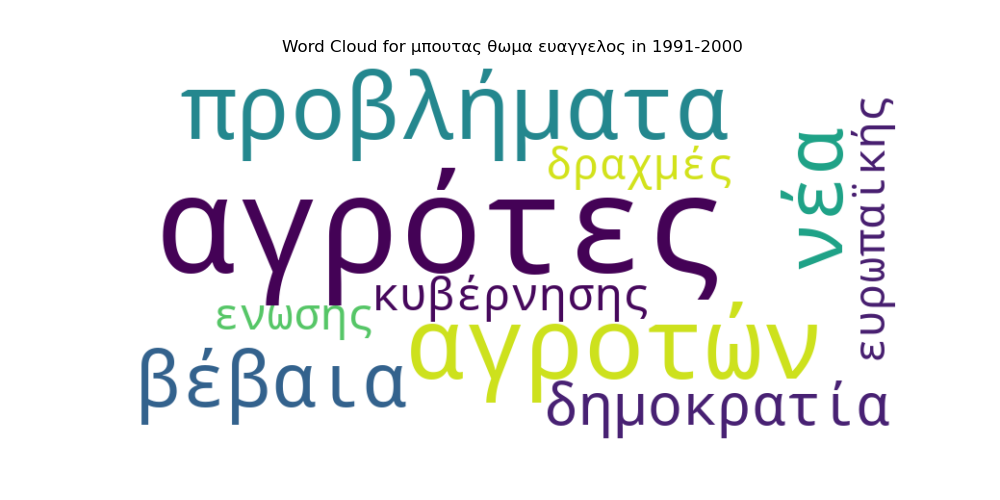 Word Cloud for μπουτας θωμα ευαγγελος in 1991-2000
προβλήματα
δραχμές
νέα
ευρωπαϊκής
αγρότες
κυβέρνησης
ενωσης
αγροτών
βέβαια
δημοκρατία